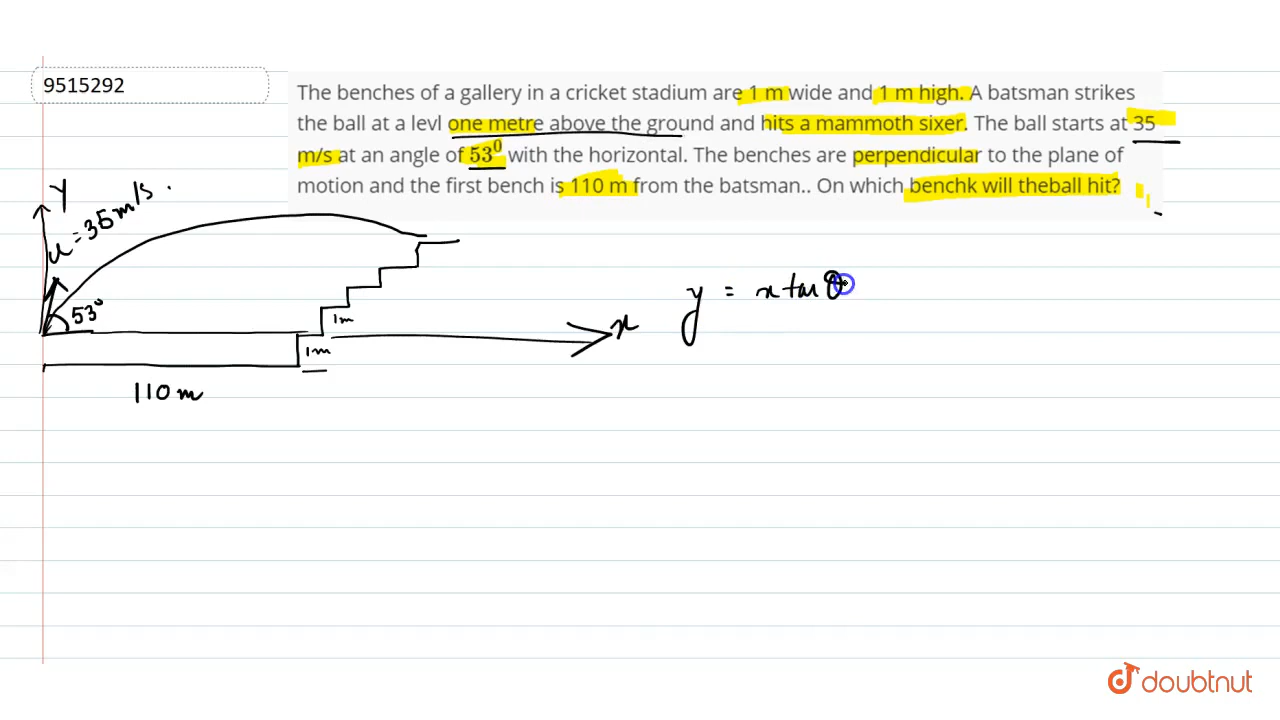 9515292
The benches of a gallery in a cricket stadium are 1 m wide and 1 m high. A batsman strikes
the ball at a levl one metre above the ground and hits a mammoth sixer. The ball starts at 35
m/s at an angle of 53⁰ with the horizontal. The benches are perpendicular to the plane of
motion and the first bench is 110 m from the batsman.. On which benchk will theball hit?
Y
u = 35 m/s.
53⁰
1m
1m
x
110 m
y = x tan θ
doubtnut